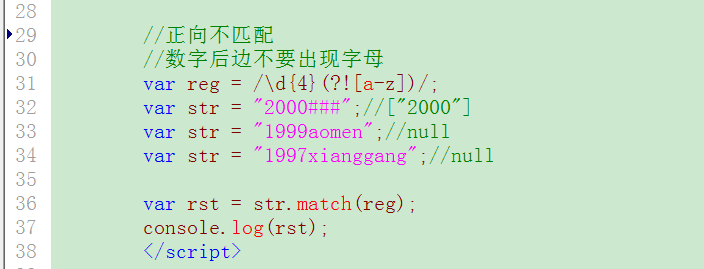 28
29 //正向不匹配
30 //数字后边不要出现字母
31 var reg = /\d{4}(?![a-z])/;
32 var str = "2000###";//["2000"]
33 var str = "1999aomen";//null
34 var str = "1997xianggang";//null
35
36 var rst = str.match(reg);
37 console.log(rst);
38 </script>